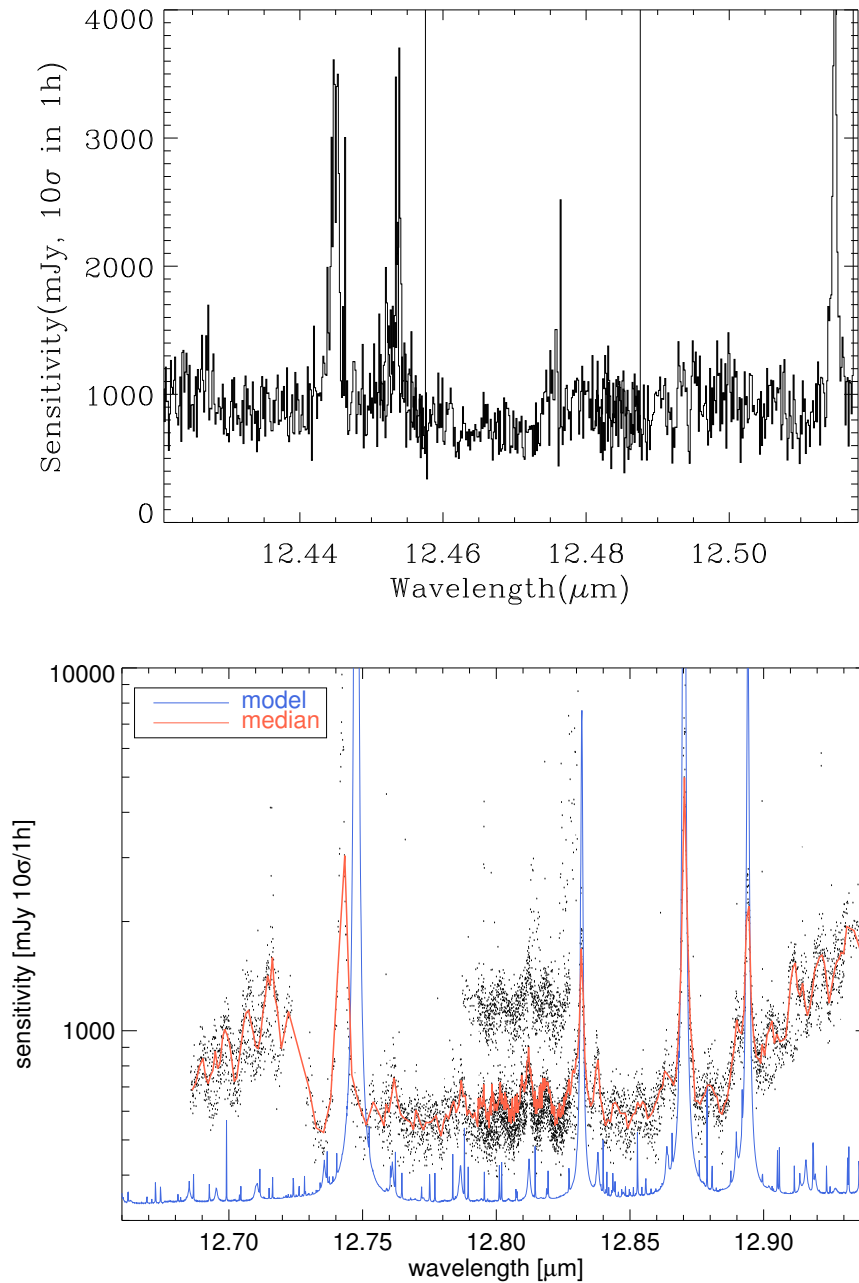 4000
3000
2000
1000
0
Sensitivity(mJy, 10σ in 1h)
12.44 12.46 12.48 12.50
Wavelength(μm)
10000
1000
model
median
sensitivity [mJy 10σ/1h]
12.70 12.75 12.80 12.85 12.90
wavelength [μm]